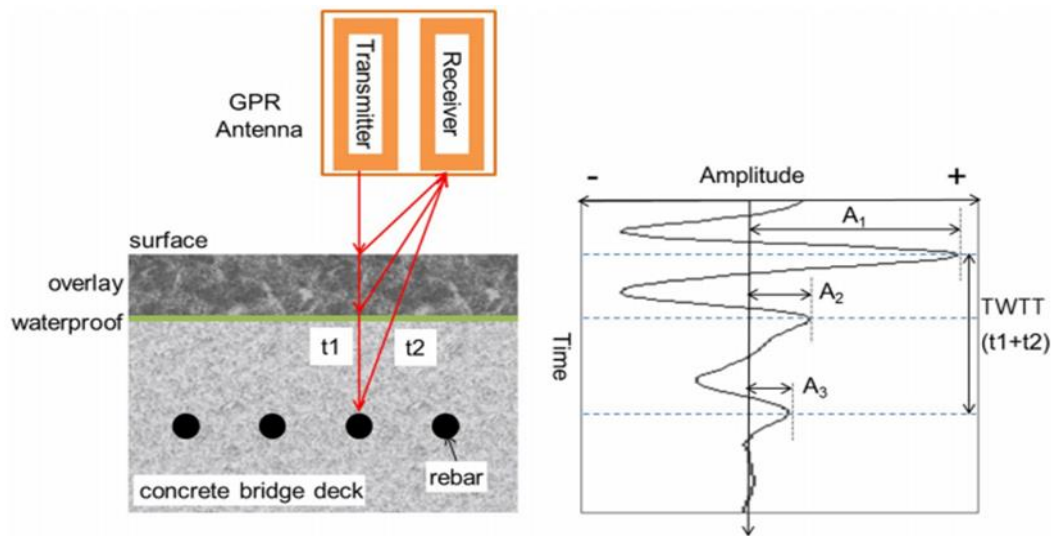 GPR
Antenna
Transmitter
Receiver
surface
overlay
waterproof
t1
t2
rebar
concrete bridge deck
- Amplitude +
A1
A2
A3
Time
TWTT
(t1+t2)